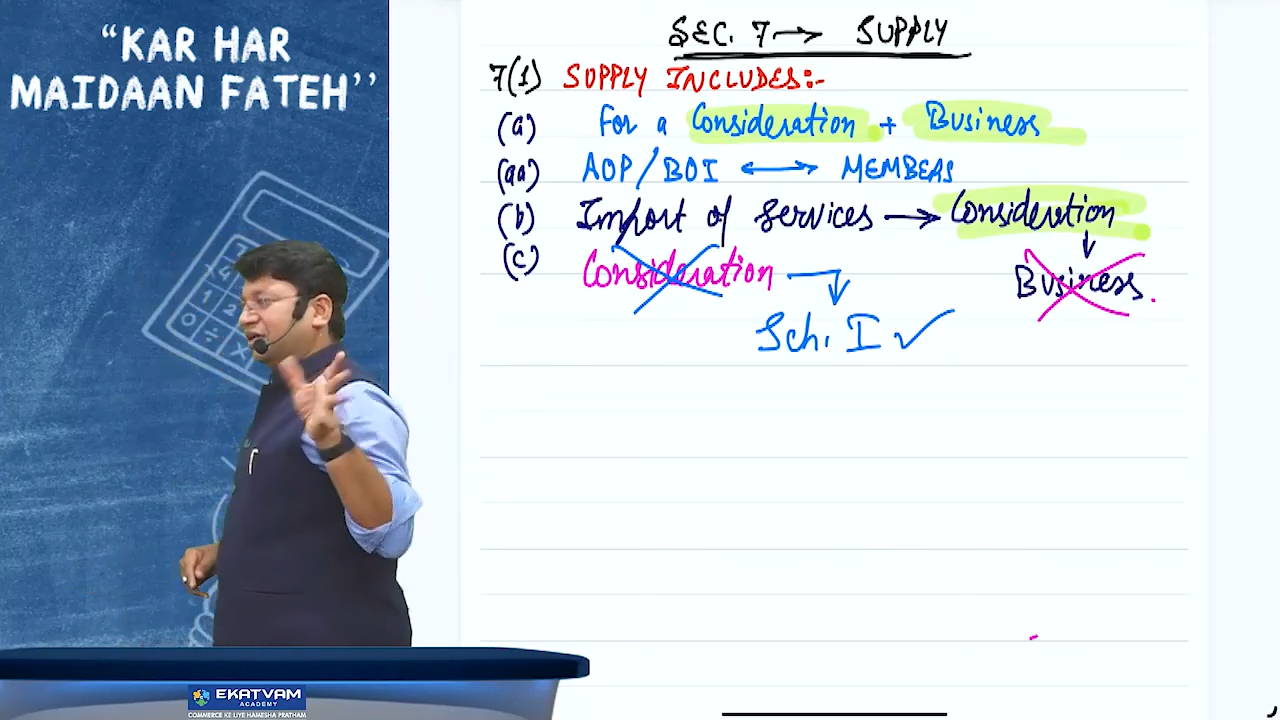 “KAR HAR
MAIDAAN FATEH’’
SEC. 7 → SUPPLY
7(1) SUPPLY INCLUDES:-
(a) For a Consideration + Business
(aa) AOP/BOI ⟷ MEMBERS
(b) Import of Services → Consideration
↓
Business.
(c) Consideration
↓
Sch. I ✓
EKATVAM
ACADEMY
COMMERCE KE LIYE HAMESHA PRATHAM